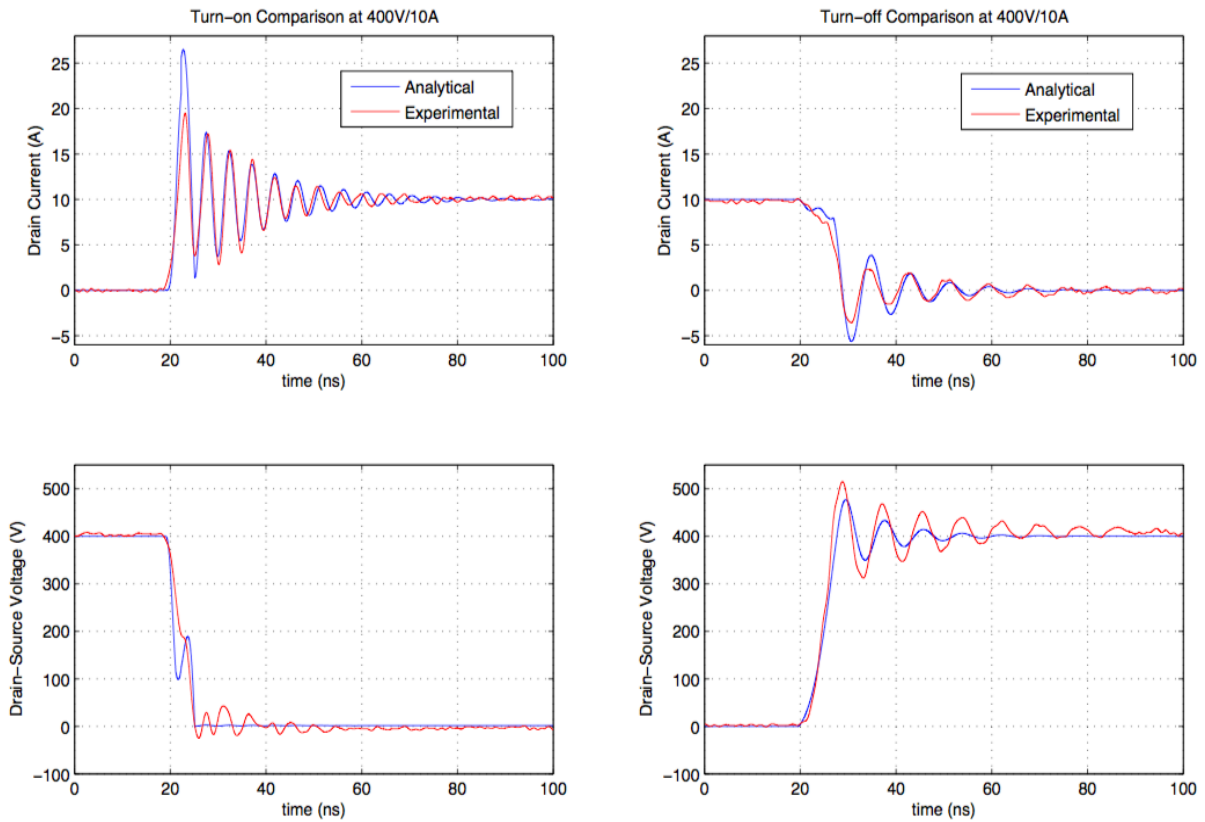 Turn−on Comparison at 400V/10A
25
20
15
10
5
0
−5
Drain Current (A)
Analytical
Experimental
0 20 40 60 80 100
time (ns)
Turn−off Comparison at 400V/10A
25
20
15
10
5
0
−5
Drain Current (A)
Analytical
Experimental
0 20 40 60 80 100
time (ns)
500
400
300
200
100
0
−100
Drain−Source Voltage (V)
0 20 40 60 80 100
time (ns)
500
400
300
200
100
0
−100
Drain−Source Voltage (V)
0 20 40 60 80 100
time (ns)